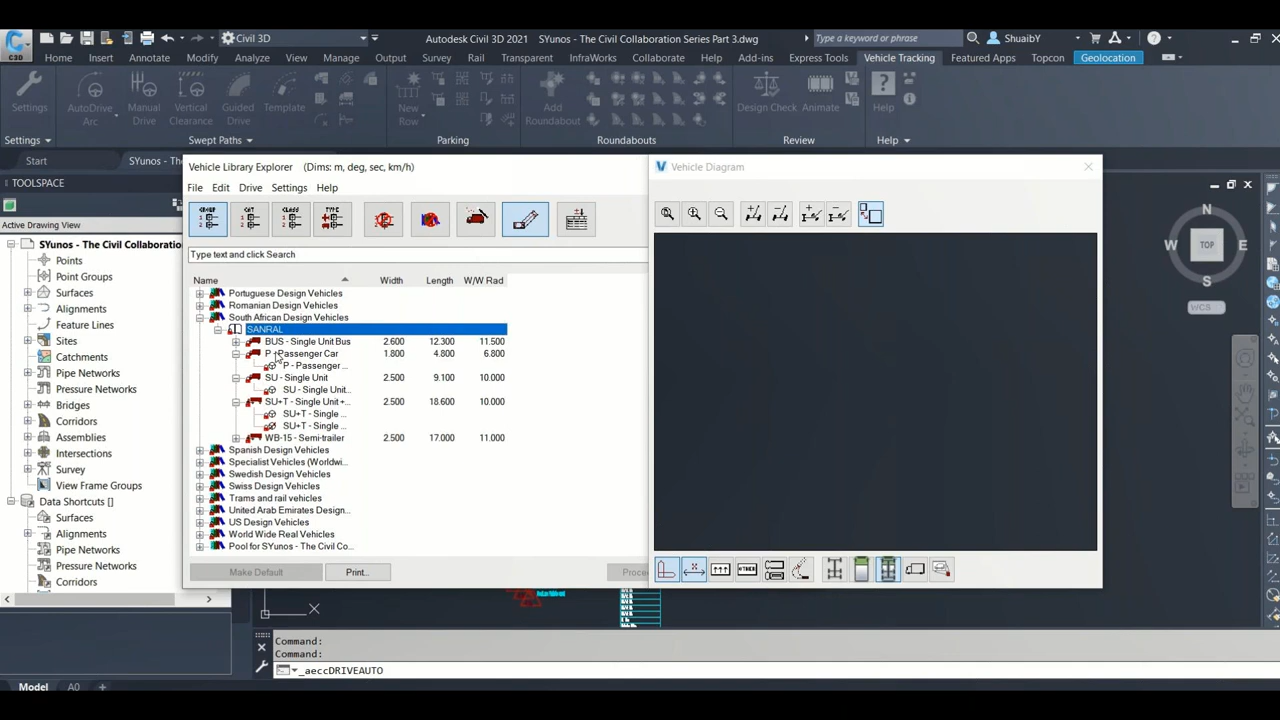 Civil 3D
Autodesk Civil 3D 2021 SYunos - The Civil Collaboration Series Part 3.dwg
Type a keyword or phrase
ShuaibY
Home Insert Annotate Modify Analyze View Manage Output Survey Rail Transparent InfraWorks Collaborate Help Add-ins Express Tools Vehicle Tracking Featured Apps Topcon Geolocation
Settings
AutoDrive Arc
Manual Drive
Vertical Clearance
Guided Drive
Template
New Row
Add Roundabout
Design Check
Animate
Help
Settings Swept Paths Parking Roundabouts Review Help
Start
SYunos - Th
TOOLSPACE
Active Drawing View
SYunos - The Civil Collaboration
Points
Point Groups
Surfaces
Alignments
Feature Lines
Sites
Catchments
Pipe Networks
Pressure Networks
Bridges
Corridors
Assemblies
Intersections
Survey
View Frame Groups
Data Shortcuts []
Surfaces
Alignments
Pipe Networks
Pressure Networks
Corridors
Vehicle Library Explorer (Dims: m, deg, sec, km/h)
File Edit Drive Settings Help
GROUP
CAT
CLASS
TYPE
Type text and click Search
Name Width Length W/W Rad
Portuguese Design Vehicles
Romanian Design Vehicles
South African Design Vehicles
SANRAL
BUS - Single Unit Bus 2.600 12.300 11.500
P - Passenger Car 1.800 4.800 6.800
P - Passenger ...
SU - Single Unit 2.500 9.100 10.000
SU - Single Unit...
SU+T - Single Unit +... 2.500 18.600 10.000
SU+T - Single ...
SU+T - Single ...
WB-15 - Semi-trailer 2.500 17.000 11.000
Spanish Design Vehicles
Specialist Vehicles (Worldwi...
Swedish Design Vehicles
Swiss Design Vehicles
Trams and rail vehicles
United Arab Emirates Design...
US Design Vehicles
World Wide Real Vehicles
Pool for SYunos - The Civil Co...
Make Default
Print...
Procee
Vehicle Diagram
N
W TOP E
S
WCS
Command:
Command:
_aeccDRIVEAUTO
Model A0 +